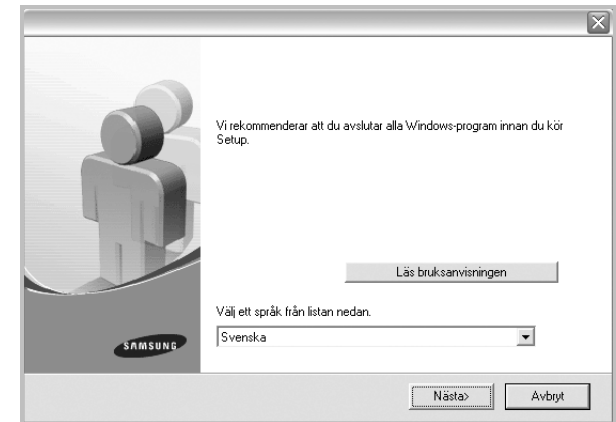 Vi rekommenderar att du avslutar alla Windows-program innan du kör
Setup.
Läs bruksanvisningen
Välj ett språk från listan nedan.
Svenska
SAMSUNG
Nästa>
Avbryt